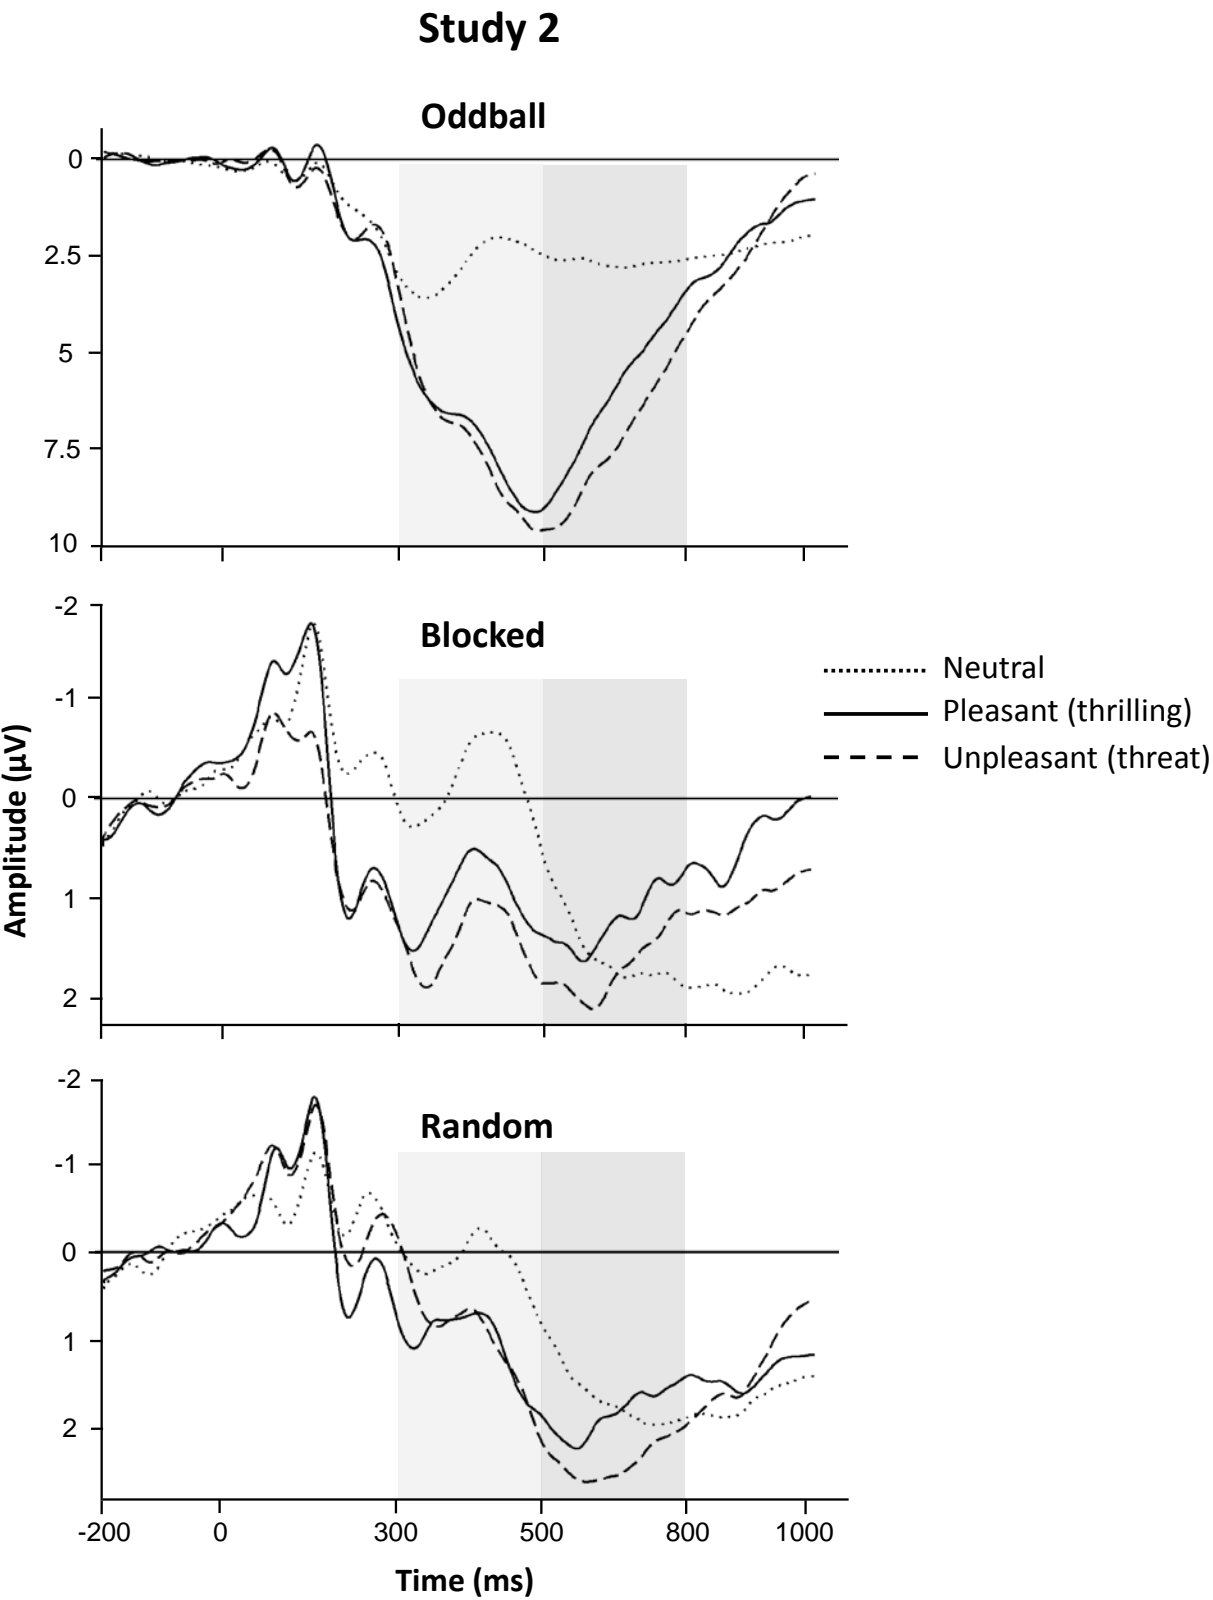 Study 2
Oddball
0
2.5
5
7.5
10
-2
Blocked
-1
0
1
2
Neutral
Pleasant (thrilling)
Unpleasant (threat)
Amplitude (µV)
-2
Random
-1
0
1
2
-200 0 300 500 800 1000
Time (ms)